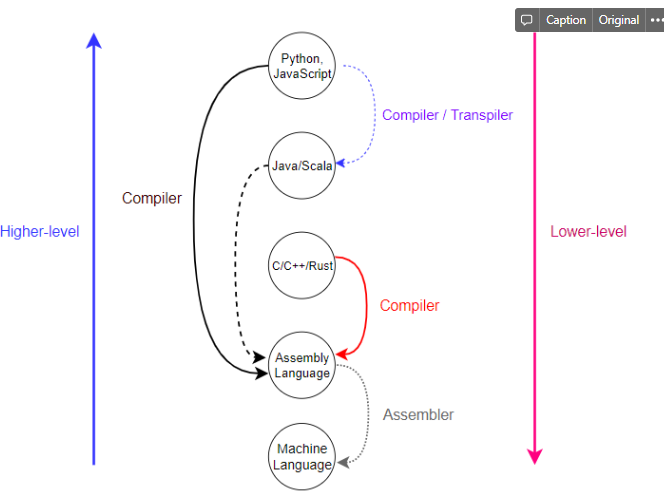 Caption
Original
Python,
JavaScript
Compiler / Transpiler
Java/Scala
Compiler
Higher-level
Lower-level
C/C++/Rust
Compiler
Assembly
Language
Assembler
Machine
Language